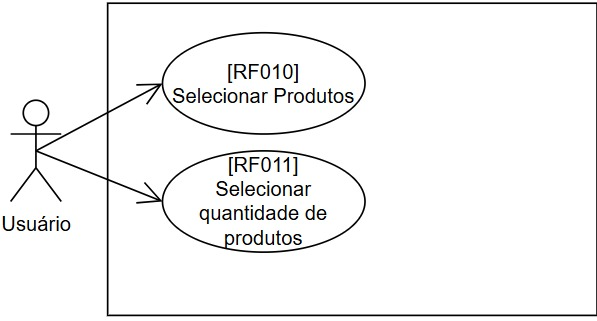 [RF010]
Selecionar Produtos
[RF011]
Selecionar
quantidade de
produtos
Usuário